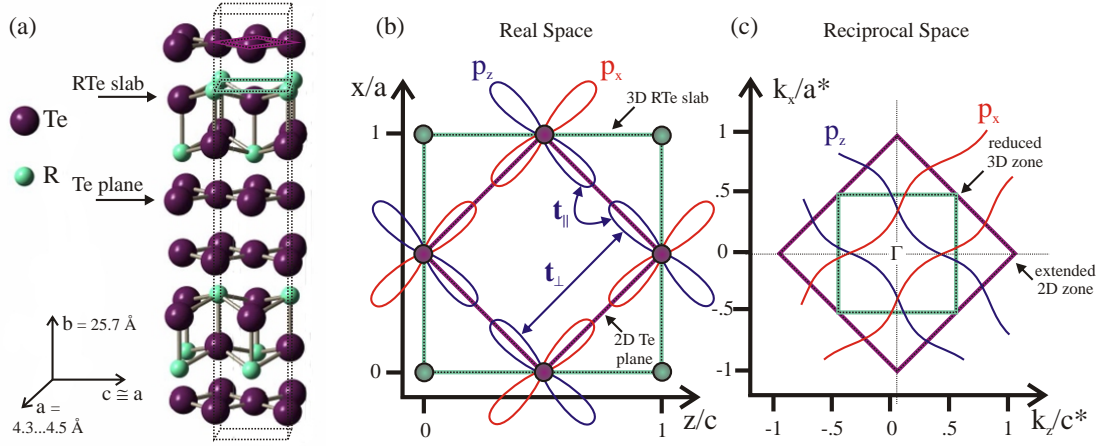 (a)
RTe slab
Te
R
Te plane
b = 25.7 Å
c ≅ a
a =
4.3...4.5 Å
(b)
Real Space
x/a
p_z
p_x
3D RTe slab
1
t_||
t_⊥
2D Te
plane
0
0
1
z/c
(c)
Reciprocal Space
k_x/a*
p_z
p_x
reduced
3D zone
1
.5
0
-.5
-1
Γ
extended
2D zone
-1
-.5
0
.5
1
k_z/c*